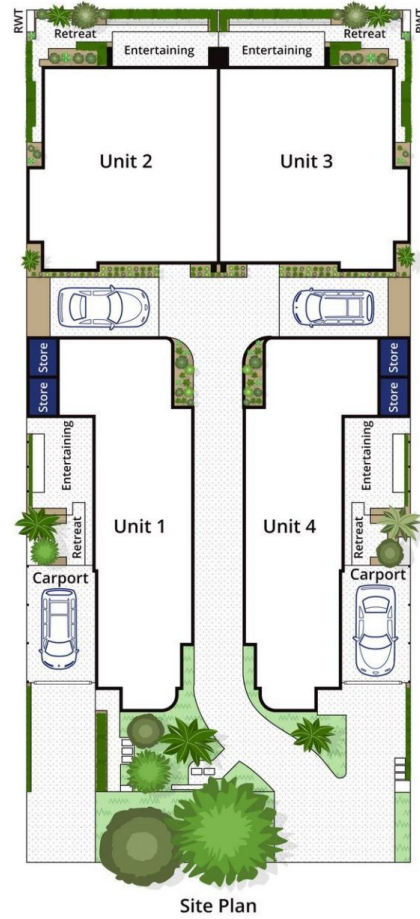 RWT
RWT
Retreat
Retreat
Entertaining
Entertaining
Unit 2
Unit 3
Store
Store
Store
Store
Entertaining
Entertaining
Unit 1
Unit 4
Retreat
Retreat
Carport
Carport
Site Plan